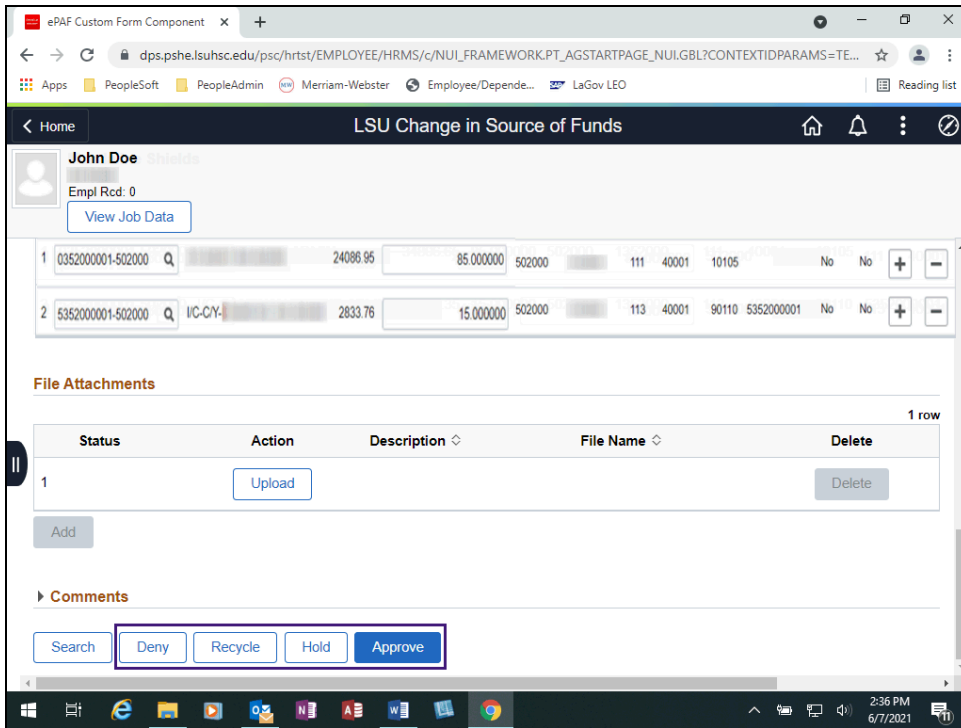 ePAF Custom Form Component
dps.pshe.lsuhsc.edu/psc/hrtst/EMPLOYEE/HRMS/c/NUI_FRAMEWORK.PT_AGSTARTPAGE_NUI.GBL?CONTEXTIDPARAMS=TE...
Apps PeopleSoft PeopleAdmin MW Merriam-Webster Employee/Depende... LaGov LEO Reading list
Home LSU Change in Source of Funds
John Doe Shields
Empl Rcd: 0
View Job Data
1 0352000001-502000 24086.95 85.000000 502000 111 40001 10105 No No + -
2 5352000001-502000 I/C-C/Y- 2833.76 15.000000 502000 113 40001 90110 5352000001 No No + -
File Attachments
1 row
Status Action Description File Name Delete
1 Upload Delete
Add
Comments
Search Deny Recycle Hold Approve
2:36 PM
6/7/2021
11